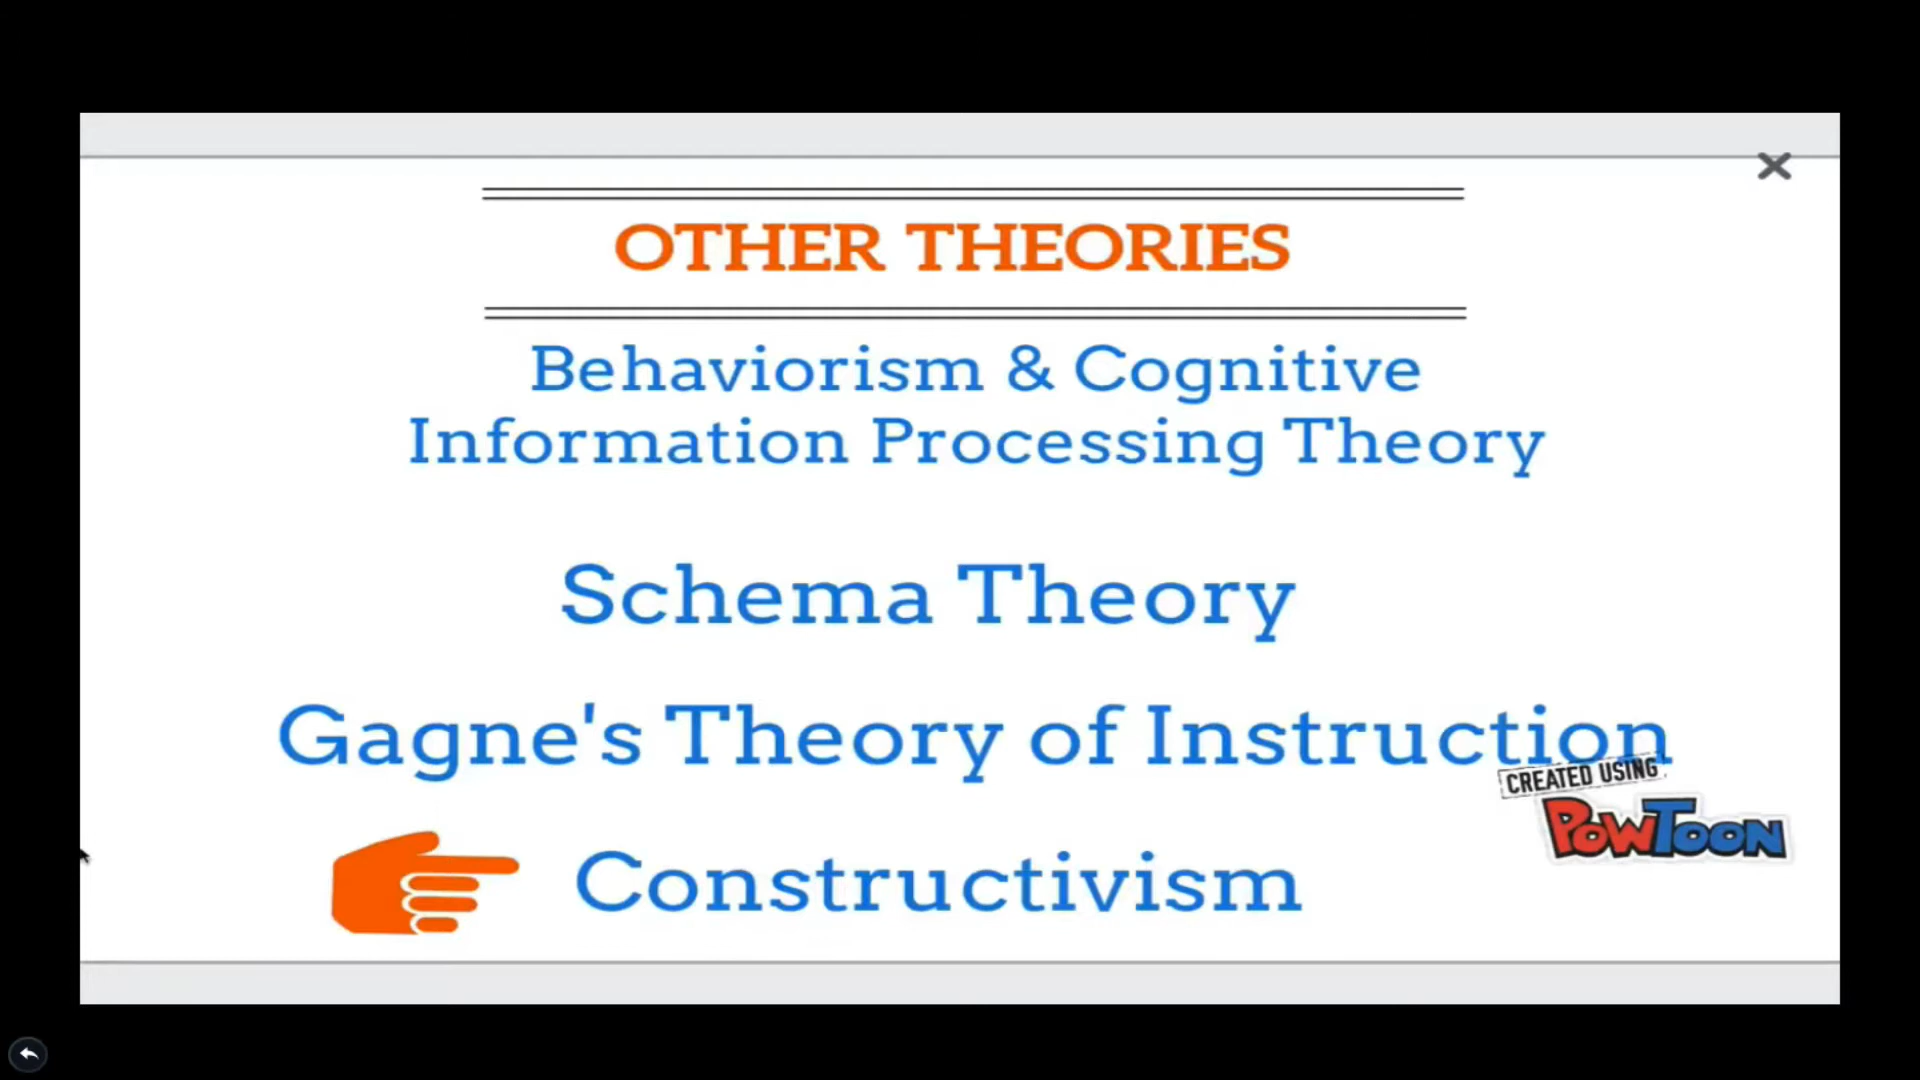 OTHER THEORIES
Behaviorism & Cognitive
Information Processing Theory
Schema Theory
Gagne's Theory of Instruction
CREATED USING
POWTOON
Constructivism